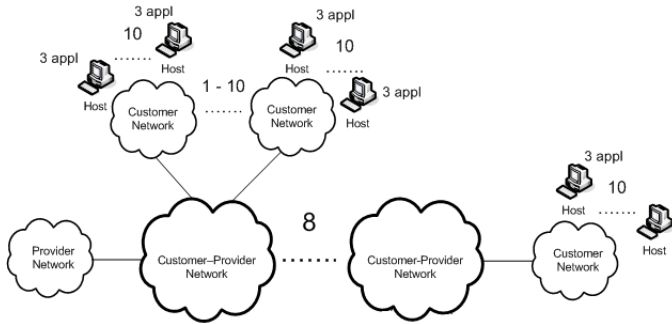 3 appl
3 appl
10
3 appl
10
3 appl
Host
Host
Host
Host
1 - 10
Customer
Network
Customer
Network
3 appl
10
Host
Host
8
Provider
Network
Customer–Provider
Network
Customer-Provider
Network
Customer
Network